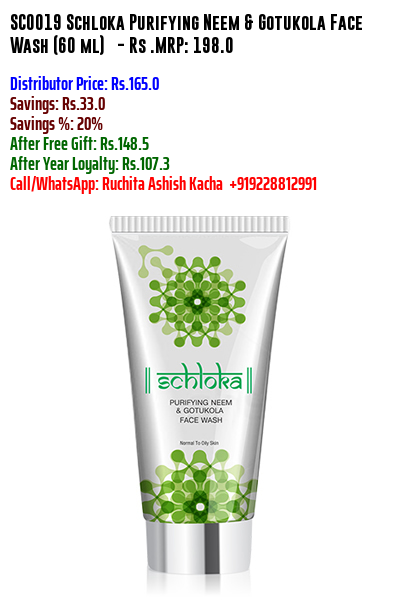 SC0019 Schloka Purifying Neem & Gotukola Face
Wash (60 ml) - Rs .MRP: 198.0
Distributor Price: Rs.165.0
Savings: Rs.33.0
Savings %: 20%
After Free Gift: Rs.148.5
After Year Loyalty: Rs.107.3
Call/WhatsApp: Ruchita Ashish Kacha +919228812991
schloka
PURIFYING NEEM
& GOTUKOLA
FACE WASH
Normal To Oily Skin